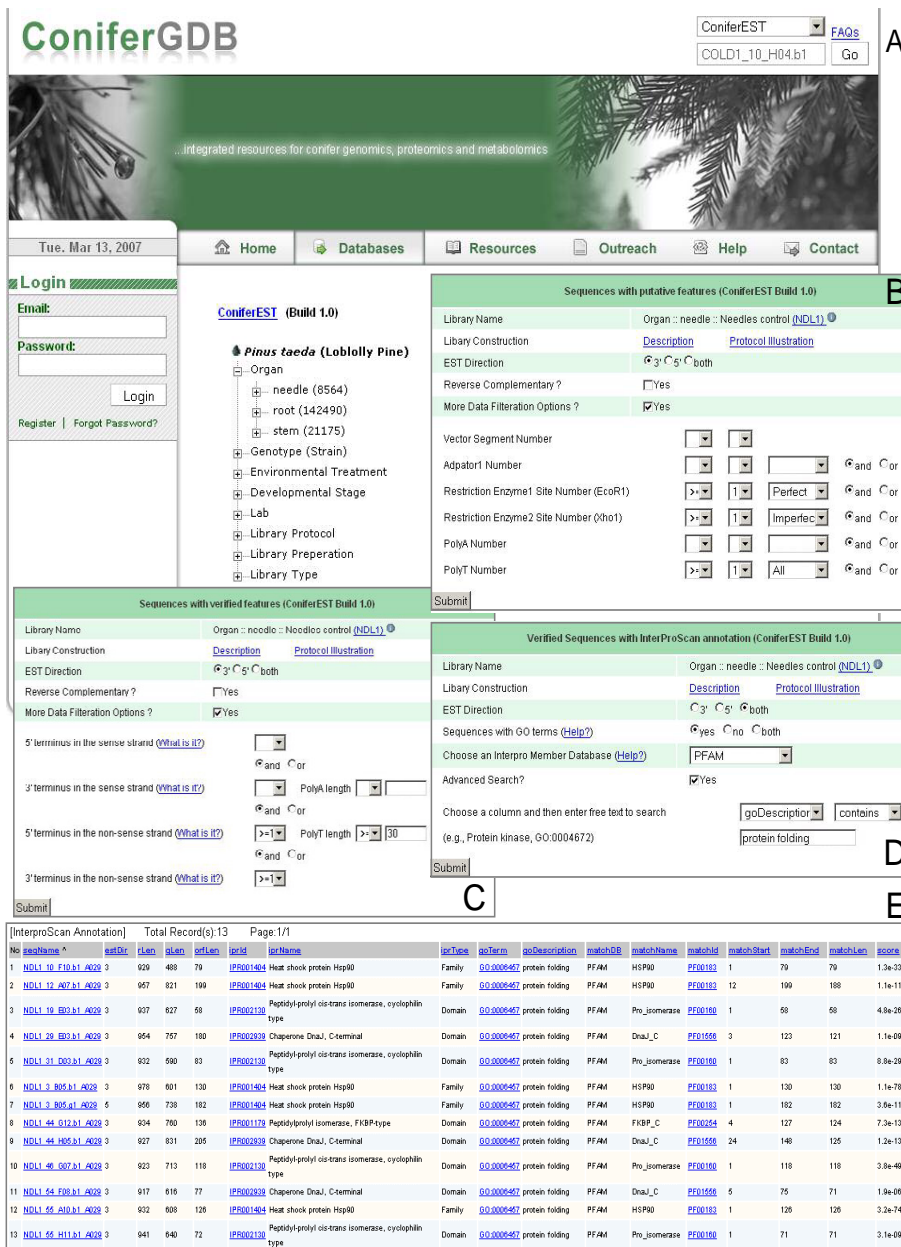 ConiferGDB
ConiferEST
FAQs
A
COLD1_10_H04.b1 Go
...integrated resources for conifer genomics, proteomics and metabolomics
Tue. Mar 13, 2007 Home Databases Resources Outreach Help Contact
Login
Email:
Password:
Login
Register | Forgot Password?
ConiferEST (Build 1.0)
Pinus taeda (Loblolly Pine)
Organ
needle (8564)
root (142490)
stem (21175)
Genotype (Strain)
Environmental Treatment
Developmental Stage
Lab
Library Protocol
Library Preperation
Library Type
B
Sequences with putative features (ConiferEST Build 1.0)
Library Name Organ :: needle :: Needles control (NDL1)
Libary Construction Description Protocol Illustration
EST Direction 3' 5' both
Reverse Complementary ? Yes
More Data Filteration Options ? Yes
Vector Segment Number
Adpator1 Number and or
Restriction Enzyme1 Site Number (EcoR1) >= 1 Perfect and or
Restriction Enzyme2 Site Number (Xho1) >= 1 Imperfec and or
PolyA Number and or
PolyT Number >= 1 All and or
Submit
Sequences with verified features (ConiferEST Build 1.0)
Library Name Organ :: needle :: Needles control (NDL1)
Libary Construction Description Protocol Illustration
EST Direction 3' 5' both
Reverse Complementary ? Yes
More Data Filteration Options ? Yes
5' terminus in the sense strand (What is it?)
and or
3' terminus in the sense strand (What is it?) PolyA length
and or
5' terminus in the non-sense strand (What is it?) >=1 PolyT length >= 30
and or
3' terminus in the non-sense strand (What is it?) >=1
Submit
C
Verified Sequences with InterProScan annotation (ConiferEST Build 1.0)
Library Name Organ :: needle :: Needles control (NDL1)
Libary Construction Description Protocol Illustration
EST Direction 3' 5' both
Sequences with GO terms (Help?) yes no both
Choose an Interpro Member Database (Help?) PFAM
Advanced Search? Yes
Choose a column and then enter free text to search goDescription contains
(e.g., Protein kinase, GO:0004672) protein folding
D
Submit
E
[InterproScan Annotation] Total Record(s):13 Page:1/1
No seqName ^ estDir rLen qLen orfLen iprId iprName iprType goTerm goDescription matchDB matchName matchId matchStart matchEnd matchLen score
1 NDL1_10_F10.b1_A029 3 929 488 79 IPR001404 Heat shock protein Hsp90 Family GO:0006457 protein folding PFAM HSP90 PF00183 1 79 79 1.3e-33
2 NDL1_12_A07.b1_A029 3 957 821 199 IPR001404 Heat shock protein Hsp90 Family GO:0006457 protein folding PFAM HSP90 PF00183 12 199 188 1.1e-11
3 NDL1_19_E03.b1_A029 3 937 627 58 IPR002130 Peptidyl-prolyl cis-trans isomerase, cyclophilin type Domain GO:0006457 protein folding PFAM Pro_isomerase PF00160 1 58 58 4.8e-26
4 NDL1_29_E03.b1_A029 3 954 757 180 IPR002939 Chaperone DnaJ, C-terminal Domain GO:0006457 protein folding PFAM DnaJ_C PF01556 3 123 121 1.1e-09
5 NDL1_31_D03.b1_A029 3 932 590 83 IPR002130 Peptidyl-prolyl cis-trans isomerase, cyclophilin type Domain GO:0006457 protein folding PFAM Pro_isomerase PF00160 1 83 83 8.8e-29
6 NDL1_3_B05.b1_A029 3 978 601 130 IPR001404 Heat shock protein Hsp90 Family GO:0006457 protein folding PFAM HSP90 PF00183 1 130 130 1.1e-78
7 NDL1_3_B05.g1_A029 5 956 738 182 IPR001404 Heat shock protein Hsp90 Family GO:0006457 protein folding PFAM HSP90 PF00183 1 182 182 3.6e-11
8 NDL1_44_G12.b1_A029 3 934 760 136 IPR001179 Peptidylprolyl isomerase, FKBP-type Domain GO:0006457 protein folding PFAM FKBP_C PF00254 4 127 124 7.3e-13
9 NDL1_44_H05.b1_A029 3 927 831 205 IPR002939 Chaperone DnaJ, C-terminal Domain GO:0006457 protein folding PFAM DnaJ_C PF01556 24 148 125 1.2e-13
10 NDL1_46_G07.b1_A029 3 923 713 118 IPR002130 Peptidyl-prolyl cis-trans isomerase, cyclophilin type Domain GO:0006457 protein folding PFAM Pro_isomerase PF00160 1 118 118 3.8e-49
11 NDL1_54_F08.b1_A029 3 917 616 77 IPR002939 Chaperone DnaJ, C-terminal Domain GO:0006457 protein folding PFAM DnaJ_C PF01556 5 75 71 1.9e-06
12 NDL1_55_A10.b1_A029 3 932 608 126 IPR001404 Heat shock protein Hsp90 Family GO:0006457 protein folding PFAM HSP90 PF00183 1 126 126 3.2e-74
13 NDL1_55_H11.b1_A029 3 941 640 72 IPR002130 Peptidyl-prolyl cis-trans isomerase, cyclophilin type Domain GO:0006457 protein folding PFAM Pro_isomerase PF00160 1 71 71 3.1e-09